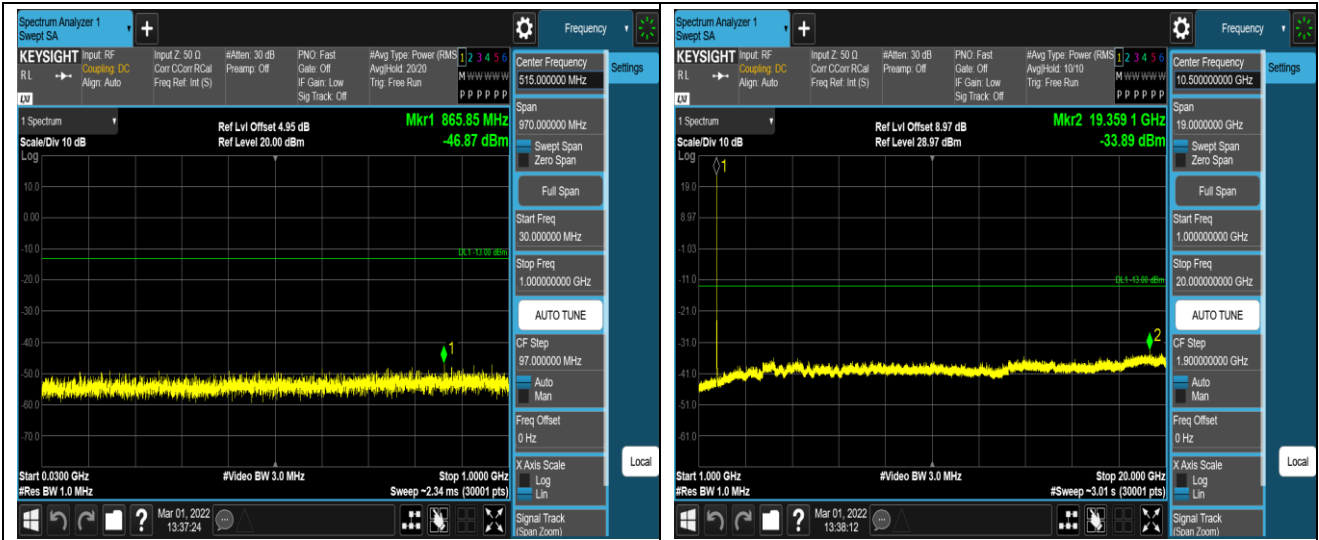 Spectrum Analyzer 1
Swept SA
+
Frequency
KEYSIGHT
RL
LXI
Input: RF
Coupling: DC
Align: Auto
Input Z: 50 Ω
Corr CCorr RCal
Freq Ref: Int (S)
#Atten: 30 dB
Preamp: Off
PNO: Fast
Gate: Off
IF Gain: Low
Sig Track: Off
#Avg Type: Power (RMS
Avg|Hold: 20/20
Trig: Free Run
1 2 3 4 5 6
M W W W W W
P P P P P P
1 Spectrum
Scale/Div 10 dB
Log
Ref Lvl Offset 4.95 dB
Ref Level 20.00 dBm
Mkr1 865.85 MHz
-46.87 dBm
10.0
0.00
-10.0
-20.0
-30.0
-40.0
-50.0
-60.0
-70.0
DL1 -13.00 dBm
1
Start 0.0300 GHz
#Res BW 1.0 MHz
#Video BW 3.0 MHz
Stop 1.0000 GHz
Sweep ~2.34 ms (30001 pts)
Center Frequency
515.000000 MHz
Span
970.000000 MHz
Swept Span
Zero Span
Full Span
Start Freq
30.000000 MHz
Stop Freq
1.000000000 GHz
AUTO TUNE
CF Step
97.000000 MHz
Auto
Man
Freq Offset
0 Hz
X Axis Scale
Log
Lin
Signal Track
(Span Zoom)
Settings
Local
?
Mar 01, 2022
13:37:24
Spectrum Analyzer 1
Swept SA
+
Frequency
KEYSIGHT
RL
LXI
Input: RF
Coupling: DC
Align: Auto
Input Z: 50 Ω
Corr CCorr RCal
Freq Ref: Int (S)
#Atten: 30 dB
Preamp: Off
PNO: Fast
Gate: Off
IF Gain: Low
Sig Track: Off
#Avg Type: Power (RMS
Avg|Hold: 10/10
Trig: Free Run
1 2 3 4 5 6
M W W W W W
P P P P P P
1 Spectrum
Scale/Div 10 dB
Log
Ref Lvl Offset 8.97 dB
Ref Level 28.97 dBm
Mkr2 19.359 1 GHz
-33.89 dBm
1
19.0
8.97
-1.03
-11.0
-21.0
-31.0
-41.0
-51.0
-61.0
DL1 -13.00 dBm
2
Start 1.000 GHz
#Res BW 1.0 MHz
#Video BW 3.0 MHz
Stop 20.000 GHz
#Sweep ~3.01 s (30001 pts)
Center Frequency
10.500000000 GHz
Span
19.0000000 GHz
Swept Span
Zero Span
Full Span
Start Freq
1.000000000 GHz
Stop Freq
20.000000000 GHz
AUTO TUNE
CF Step
1.900000000 GHz
Auto
Man
Freq Offset
0 Hz
X Axis Scale
Log
Lin
Signal Track
(Span Zoom)
Settings
Local
?
Mar 01, 2022
13:38:12